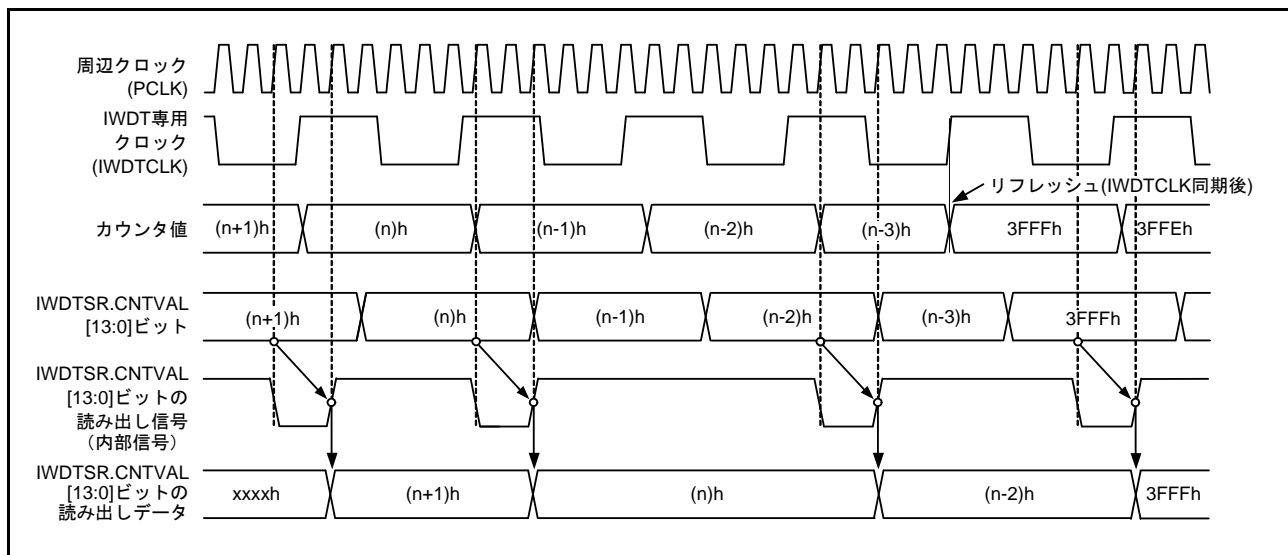 周辺クロック
(PCLK)
IWDT専用
クロック
(IWDTCLK)
リフレッシュ(IWDTCLK同期後)
カウンタ値 (n+1)h (n)h (n-1)h (n-2)h (n-3)h 3FFFh 3FFEh
IWDTSR.CNTVAL
[13:0]ビット
(n+1)h (n)h (n-1)h (n-2)h (n-3)h 3FFFh
IWDTSR.CNTVAL
[13:0]ビットの
読み出し信号
(内部信号)
IWDTSR.CNTVAL
[13:0]ビットの
読み出しデータ
xxxxh (n+1)h (n)h (n-2)h 3FFFh